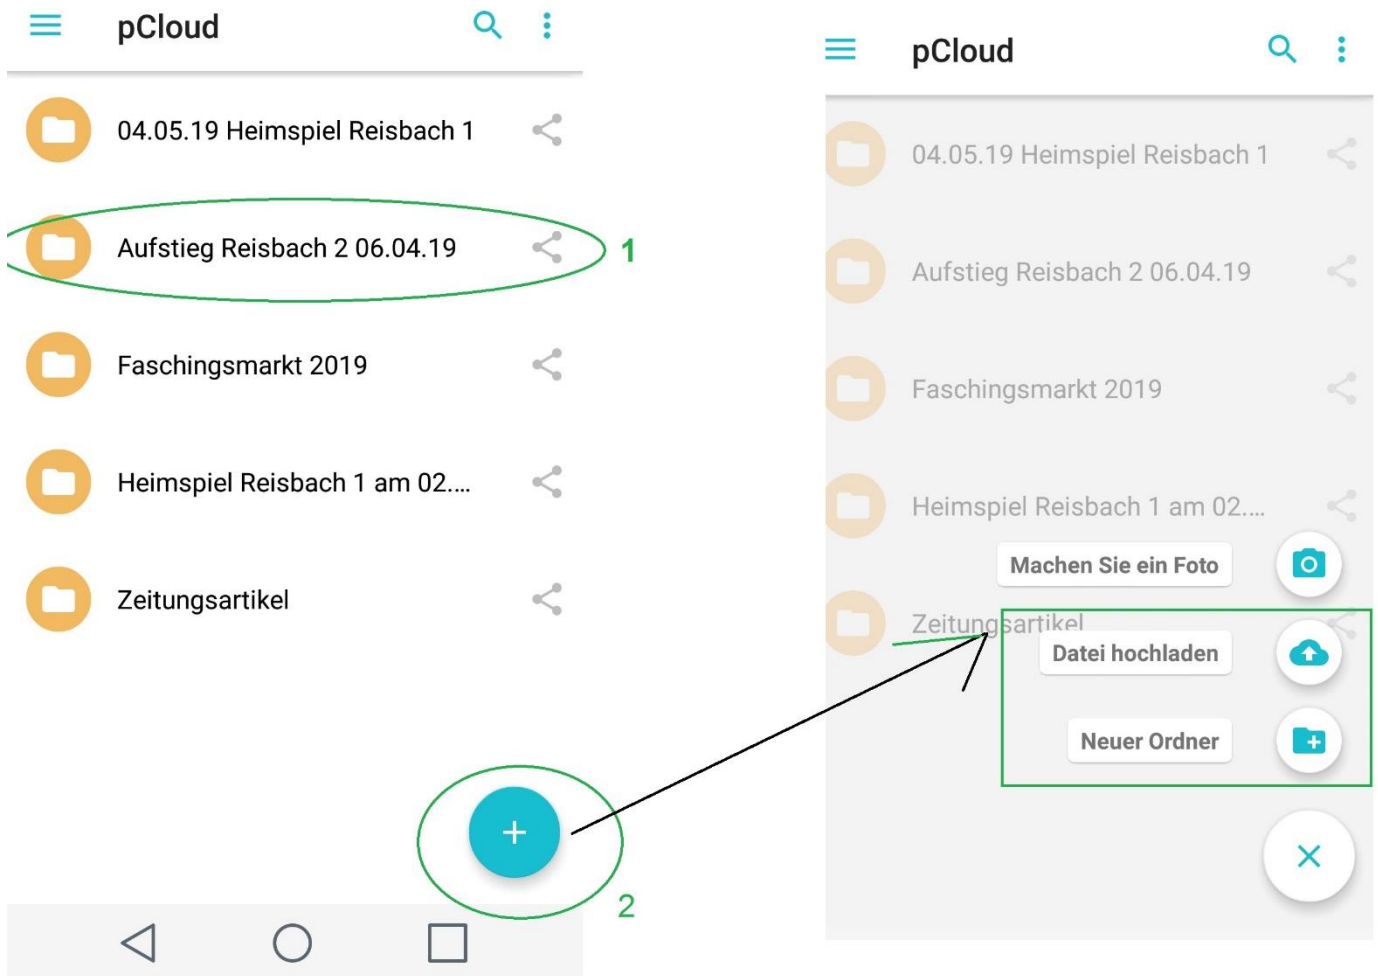 pCloud
04.05.19 Heimspiel Reisbach 1
Aufstieg Reisbach 2 06.04.19
1
Faschingsmarkt 2019
Heimspiel Reisbach 1 am 02....
Zeitungsartikel
2
pCloud
04.05.19 Heimspiel Reisbach 1
Aufstieg Reisbach 2 06.04.19
Faschingsmarkt 2019
Heimspiel Reisbach 1 am 02....
Machen Sie ein Foto
Zeitungsartikel
Datei hochladen
Neuer Ordner